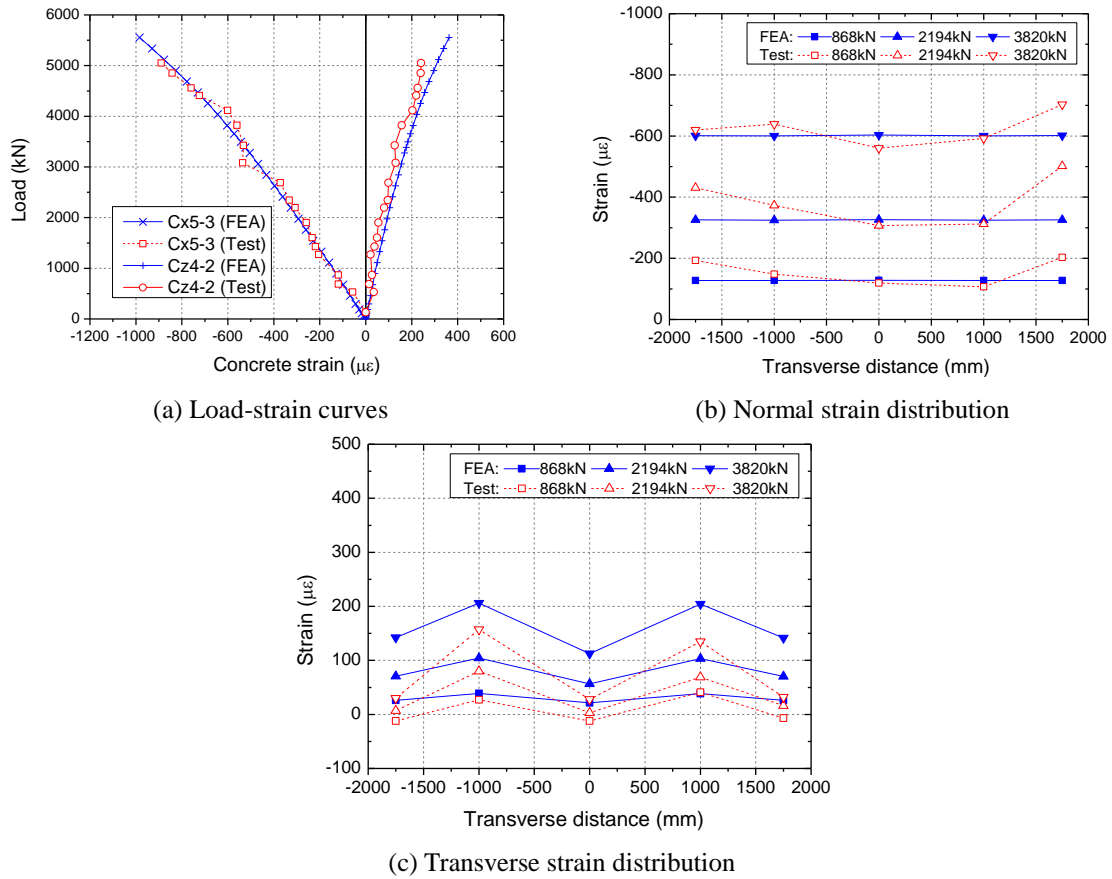 6000
5000
4000
3000
2000
1000
0
-1200 -1000 -800 -600 -400 -200 0 200 400 600
Load (kN)
Concrete strain (με)
Cx5-3 (FEA)
Cx5-3 (Test)
Cz4-2 (FEA)
Cz4-2 (Test)
(a) Load-strain curves
-1000
-800
-600
-400
-200
0
-2000 -1500 -1000 -500 0 500 1000 1500 2000
Strain (με)
Transverse distance (mm)
FEA: 868kN 2194kN 3820kN
Test: 868kN 2194kN 3820kN
(b) Normal strain distribution
500
400
300
200
100
0
-100
-2000 -1500 -1000 -500 0 500 1000 1500 2000
Strain (με)
Transverse distance (mm)
FEA: 868kN 2194kN 3820kN
Test: 868kN 2194kN 3820kN
(c) Transverse strain distribution